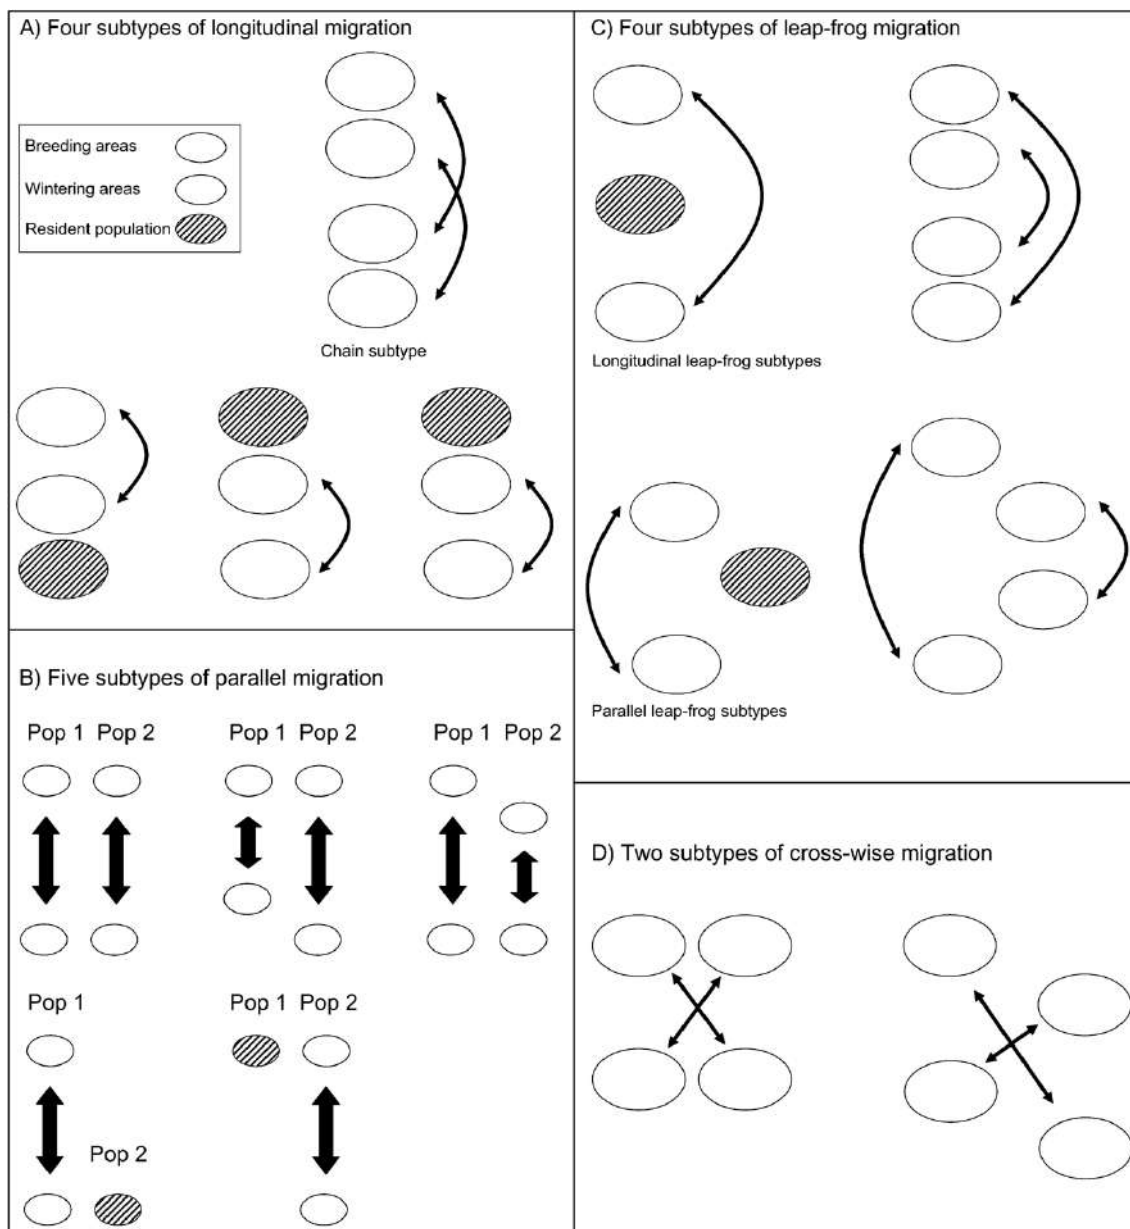 A) Four subtypes of longitudinal migration
Breeding areas
Wintering areas
Resident population
Chain subtype
B) Five subtypes of parallel migration
Pop 1 Pop 2
Pop 1 Pop 2
Pop 1 Pop 2
Pop 1
Pop 2
Pop 1 Pop 2
C) Four subtypes of leap-frog migration
Longitudinal leap-frog subtypes
Parallel leap-frog subtypes
D) Two subtypes of cross-wise migration